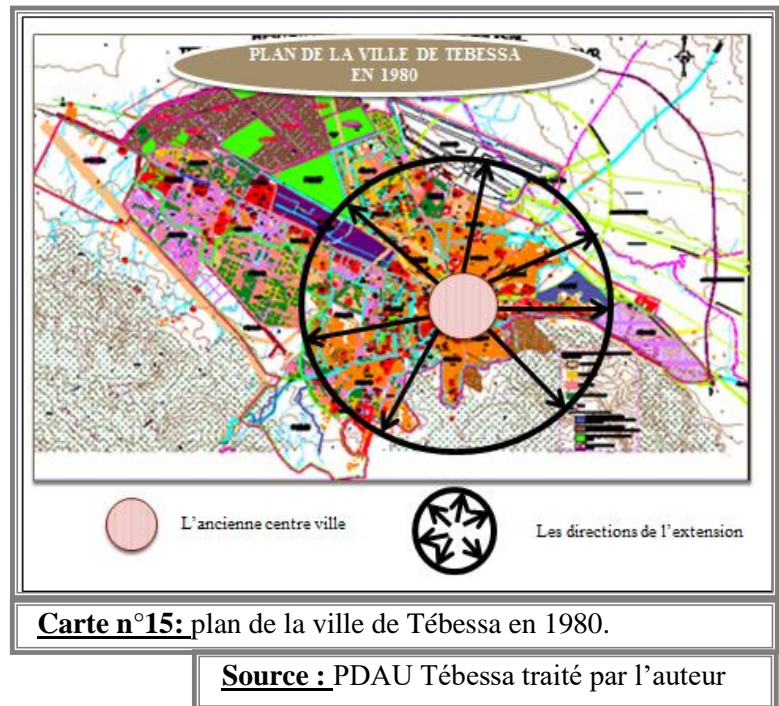 PLAN DE LA VILLE DE TEBESSA
EN 1980
L'ancienne centre ville
Les directions de l'extension
Carte n°15: plan de la ville de Tébessa en 1980.
Source : PDAU Tébessa traité par l'auteur